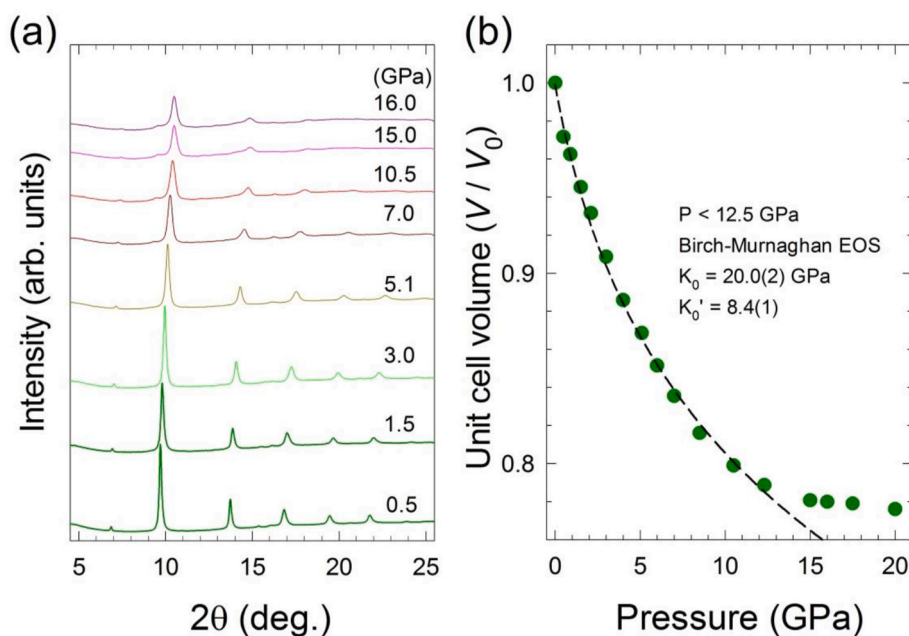 (a)
(GPa)
16.0
15.0
10.5
7.0
5.1
3.0
1.5
0.5
Intensity (arb. units)
5 10 15 20 25
2θ (deg.)
(b)
1.0
0.9
0.8
Unit cell volume (V / V₀)
P < 12.5 GPa
Birch-Murnaghan EOS
K₀ = 20.0(2) GPa
K₀' = 8.4(1)
0 5 10 15 20
Pressure (GPa)